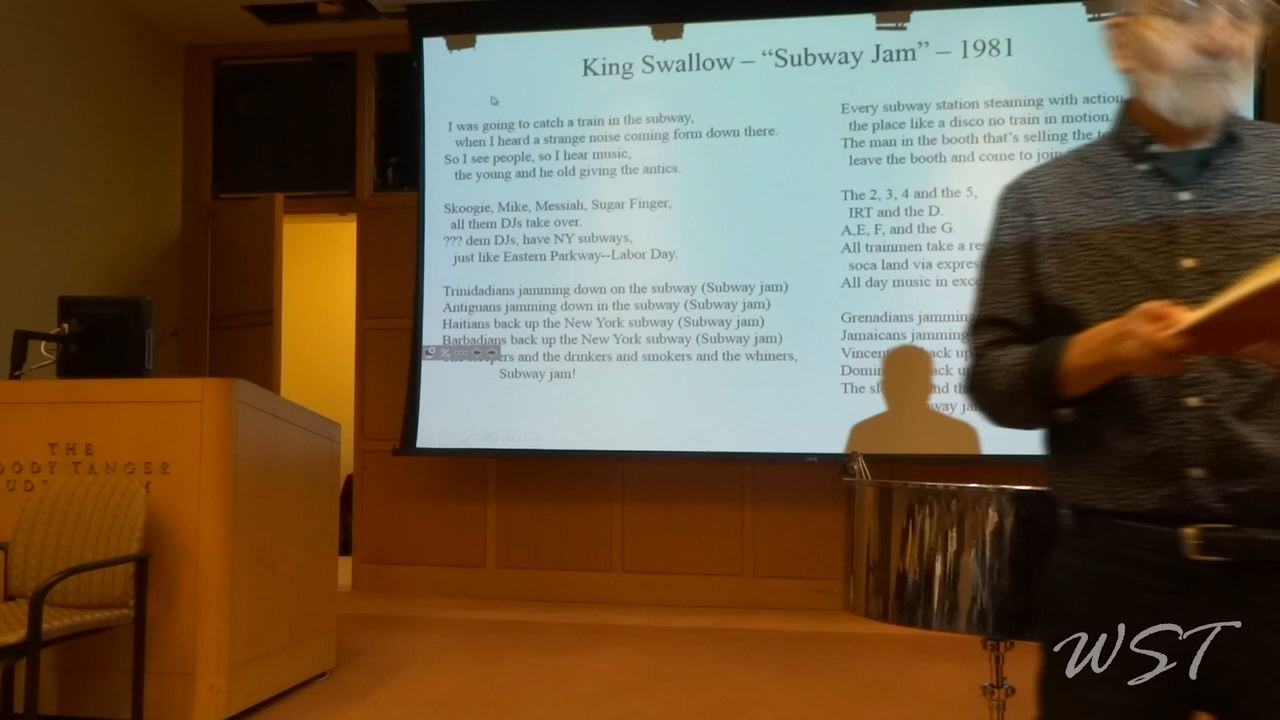 King Swallow – “Subway Jam” – 1981
I was going to catch a train in the subway,
when I heard a strange noise coming form down there.
So I see people, so I hear music,
the young and he old giving the antics.
Skoogie, Mike, Messiah, Sugar Finger,
all them DJs take over.
??? dem DJs, have NY subways,
just like Eastern Parkway--Labor Day.
Trinidadians jamming down on the subway (Subway jam)
Antiguans jamming down in the subway (Subway jam)
Haitians back up the New York subway (Subway jam)
Barbadians back up the New York subway (Subway jam)
and the drinkers and smokers and the whiners,
Subway jam!
Every subway station steaming with action
the place like a disco no train in motion.
The man in the booth that’s selling the
leave the booth and come to join
The 2, 3, 4 and the 5,
IRT and the D.
A,E, F, and the G.
All trainmen take a
soca land via
All day music in
Grenadians jamming
Jamaicans jamming
back up
back
The
THE
TANGER
WST